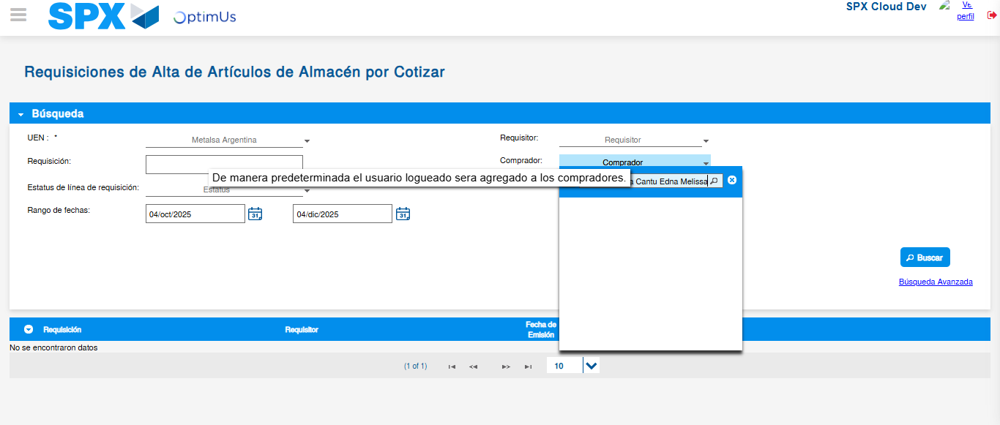 SPX OptimUs
SPX Cloud Dev
Ve
perfil
Requisiciones de Alta de Artículos de Almacén por Cotizar
Búsqueda
UEN : * Metalsa Argentina
Requisitor: Requisitor
Requisición:
Comprador: Comprador
De manera predeterminada el usuario logueado sera agregado a los compradores.
Cantu Edna Melissa
Estatus de línea de requisición: Estatus
Rango de fechas: 04/oct/2025 31 04/dic/2025 31
Buscar
Búsqueda Avanzada
Requisición Requisitor Fecha de
Emisión
No se encontraron datos
(1 of 1) 10